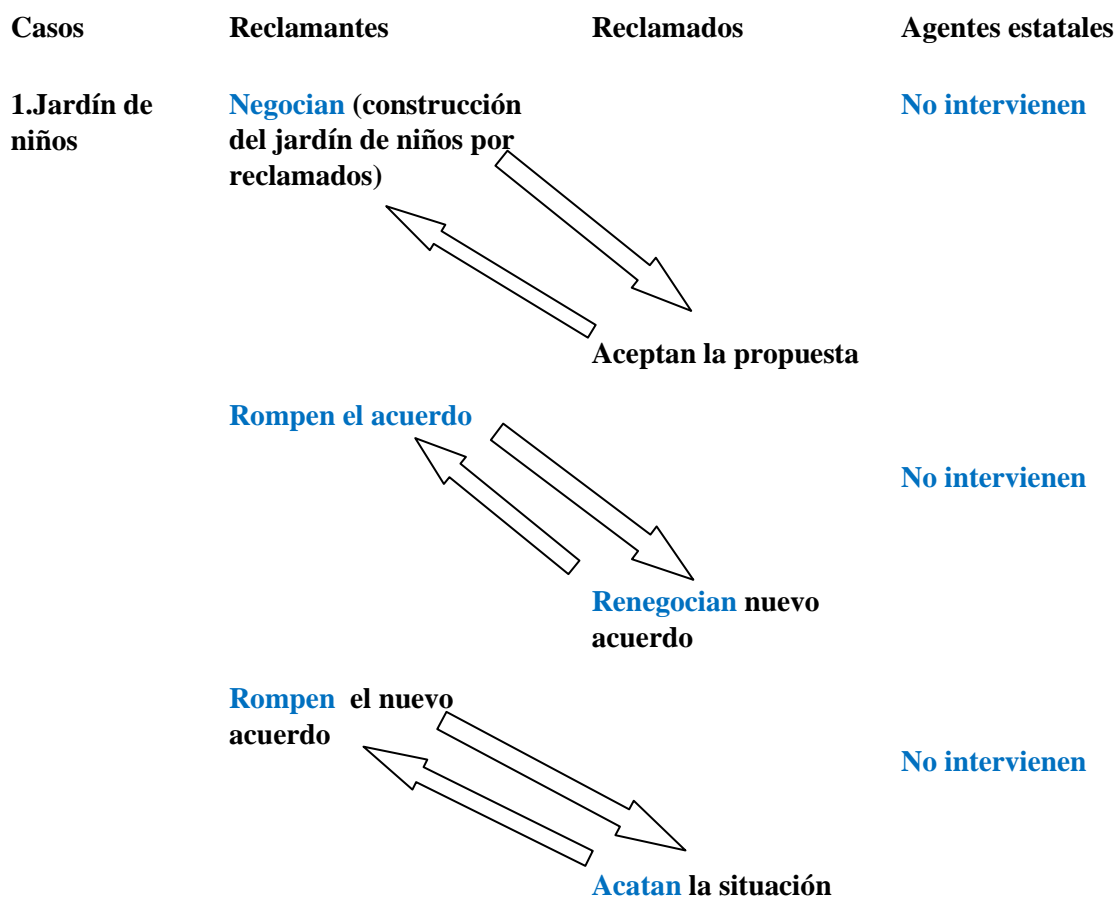 Casos Reclamantes Reclamados Agentes estatales
1.Jardín de niños
Negocian (construcción
del jardín de niños por
reclamados)
No intervienen
Aceptan la propuesta
Rompen el acuerdo
No intervienen
Renegocian nuevo
acuerdo
Rompen el nuevo
acuerdo
No intervienen
Acatan la situación